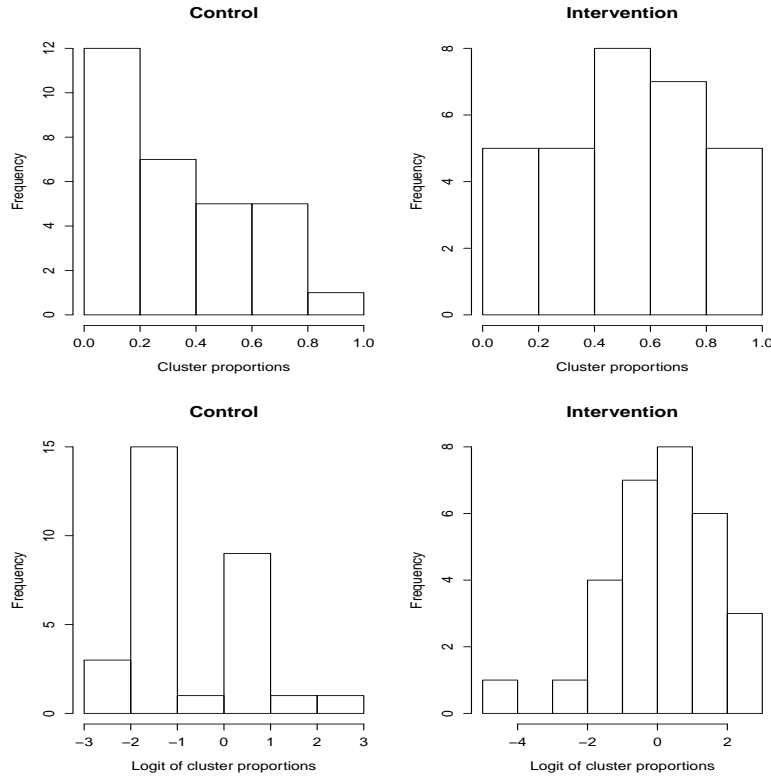 Control
Frequency
0 2 4 6 8 10 12
0.0 0.2 0.4 0.6 0.8 1.0
Cluster proportions
Intervention
Frequency
0 2 4 6 8
0.0 0.2 0.4 0.6 0.8 1.0
Cluster proportions
Control
Frequency
0 5 10 15
−3 −2 −1 0 1 2 3
Logit of cluster proportions
Intervention
Frequency
0 2 4 6 8
−4 −2 0 2
Logit of cluster proportions